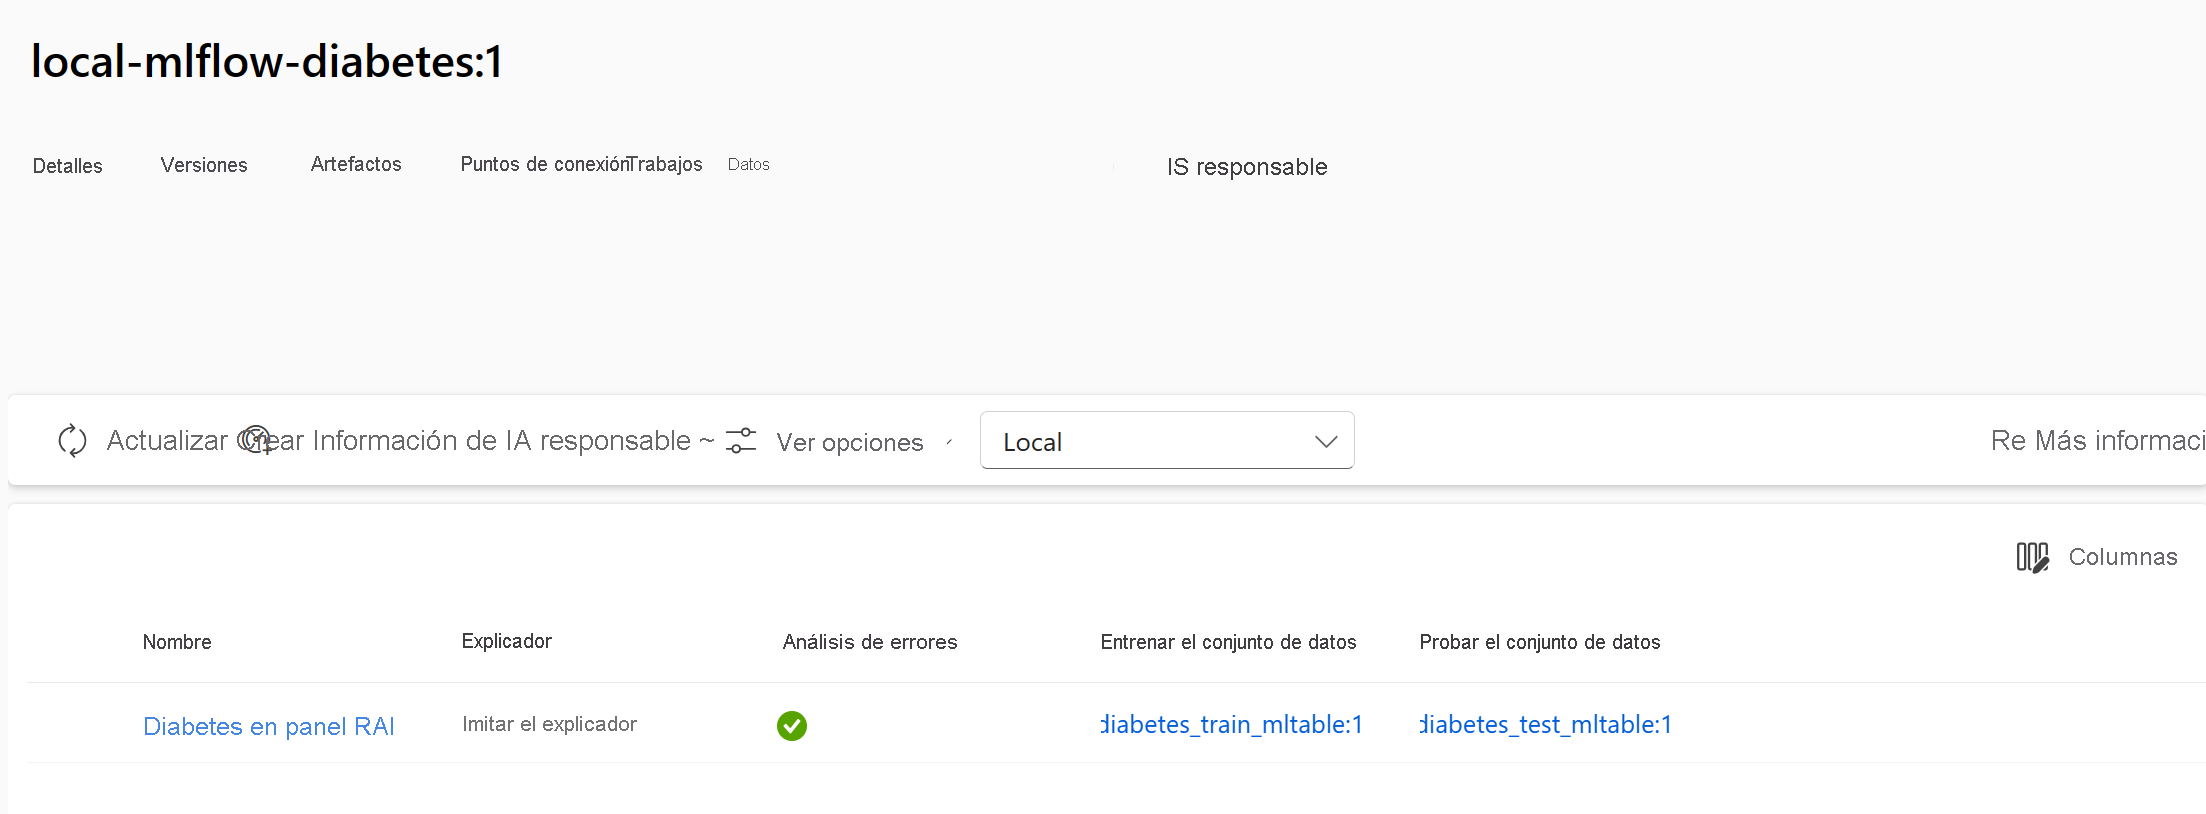 local-mlflow-diabetes:1
Detalles Versiones Artefactos Puntos de conexión Trabajos Datos IS responsable
Actualizar Crear Información de IA responsable ~ Ver opciones Local Re Más informaci
Columnas
Nombre Explicador Análisis de errores Entrenar el conjunto de datos Probar el conjunto de datos
Diabetes en panel RAI Imitar el explicador diabetes_train_mltable:1 diabetes_test_mltable:1